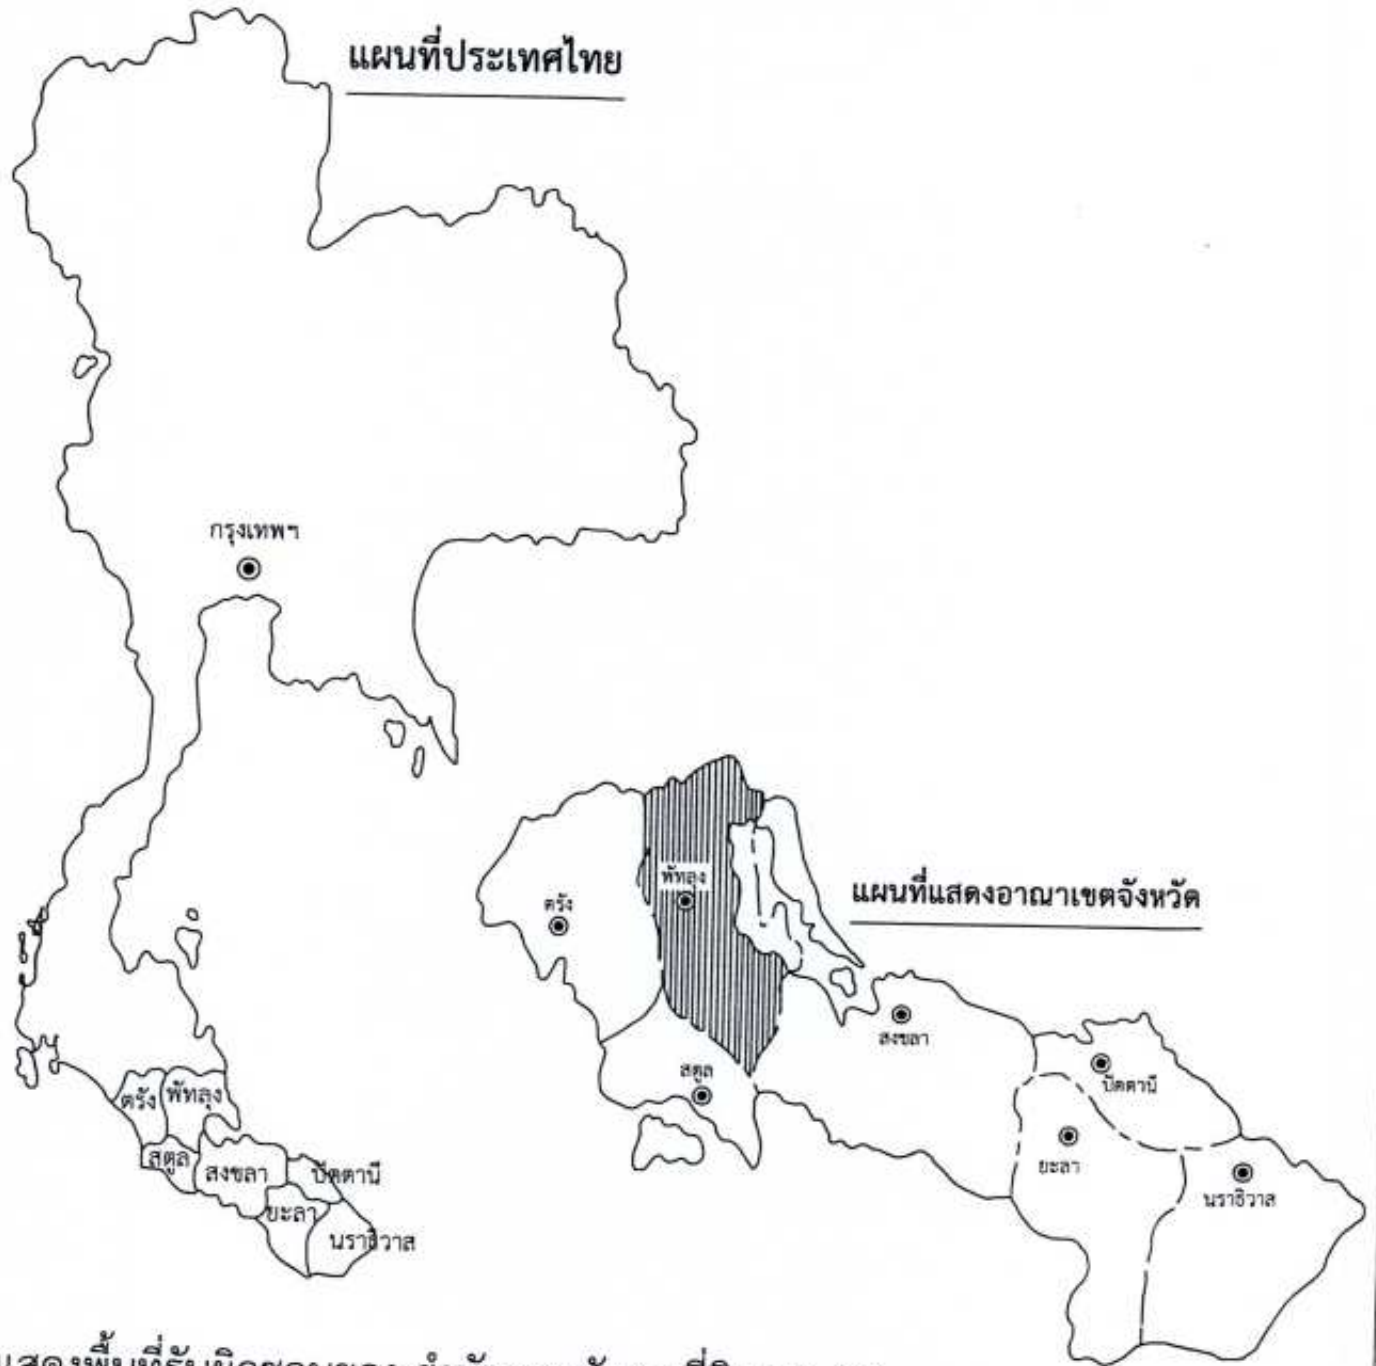 แผนที่ประเทศไทย
กรุงเทพฯ
พัทลุง
ตรัง
แผนที่แสดงอาณาเขตจังหวัด
สงขลา
สตูล
ปัตตานี
ยะลา
นราธิวาส
ตรัง พัทลุง
สตูล สงขลา ปัตตานี
ยะลา
นราธิวาส